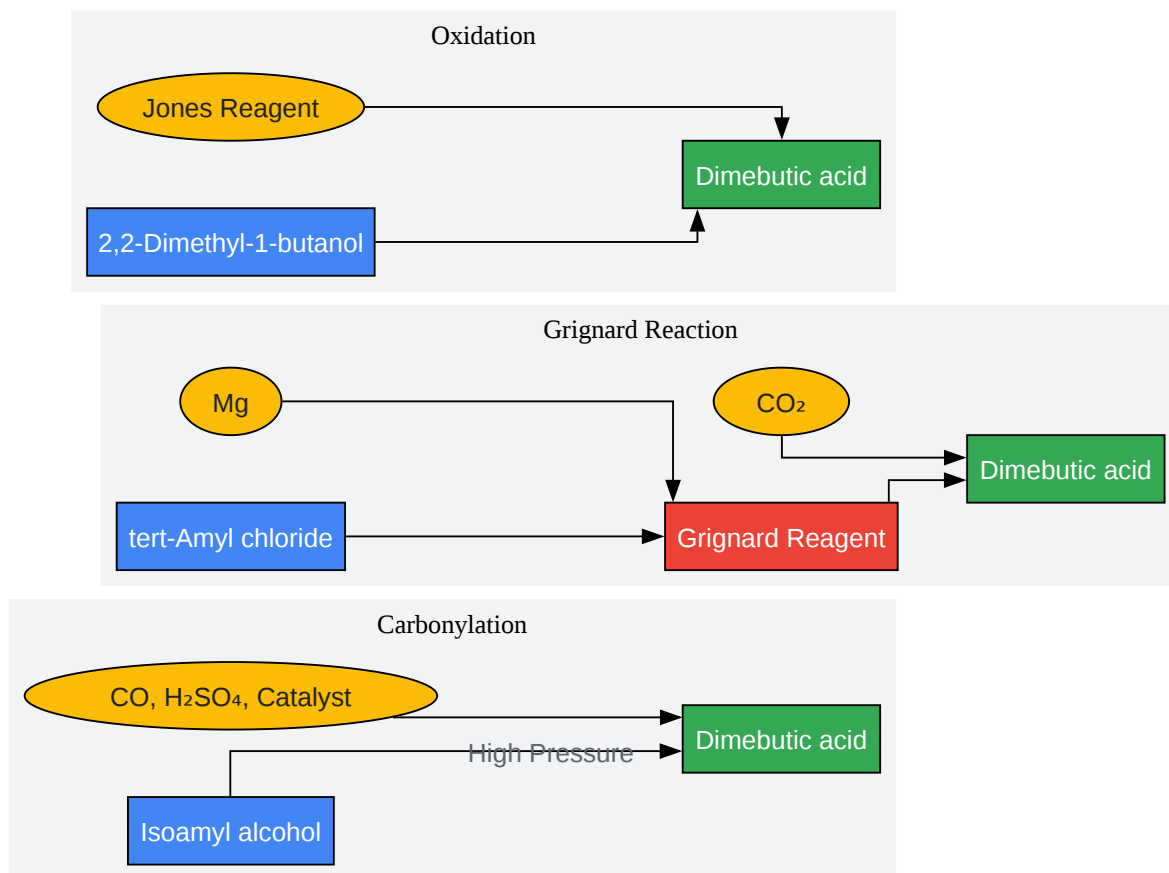 Oxidation
Jones Reagent
Dimebutic acid
2,2-Dimethyl-1-butanol
Grignard Reaction
Mg
CO₂
Dimebutic acid
tert-Amyl chloride
Grignard Reagent
Carbonylation
CO, H₂SO₄, Catalyst
Dimebutic acid
High Pressure
Isoamyl alcohol